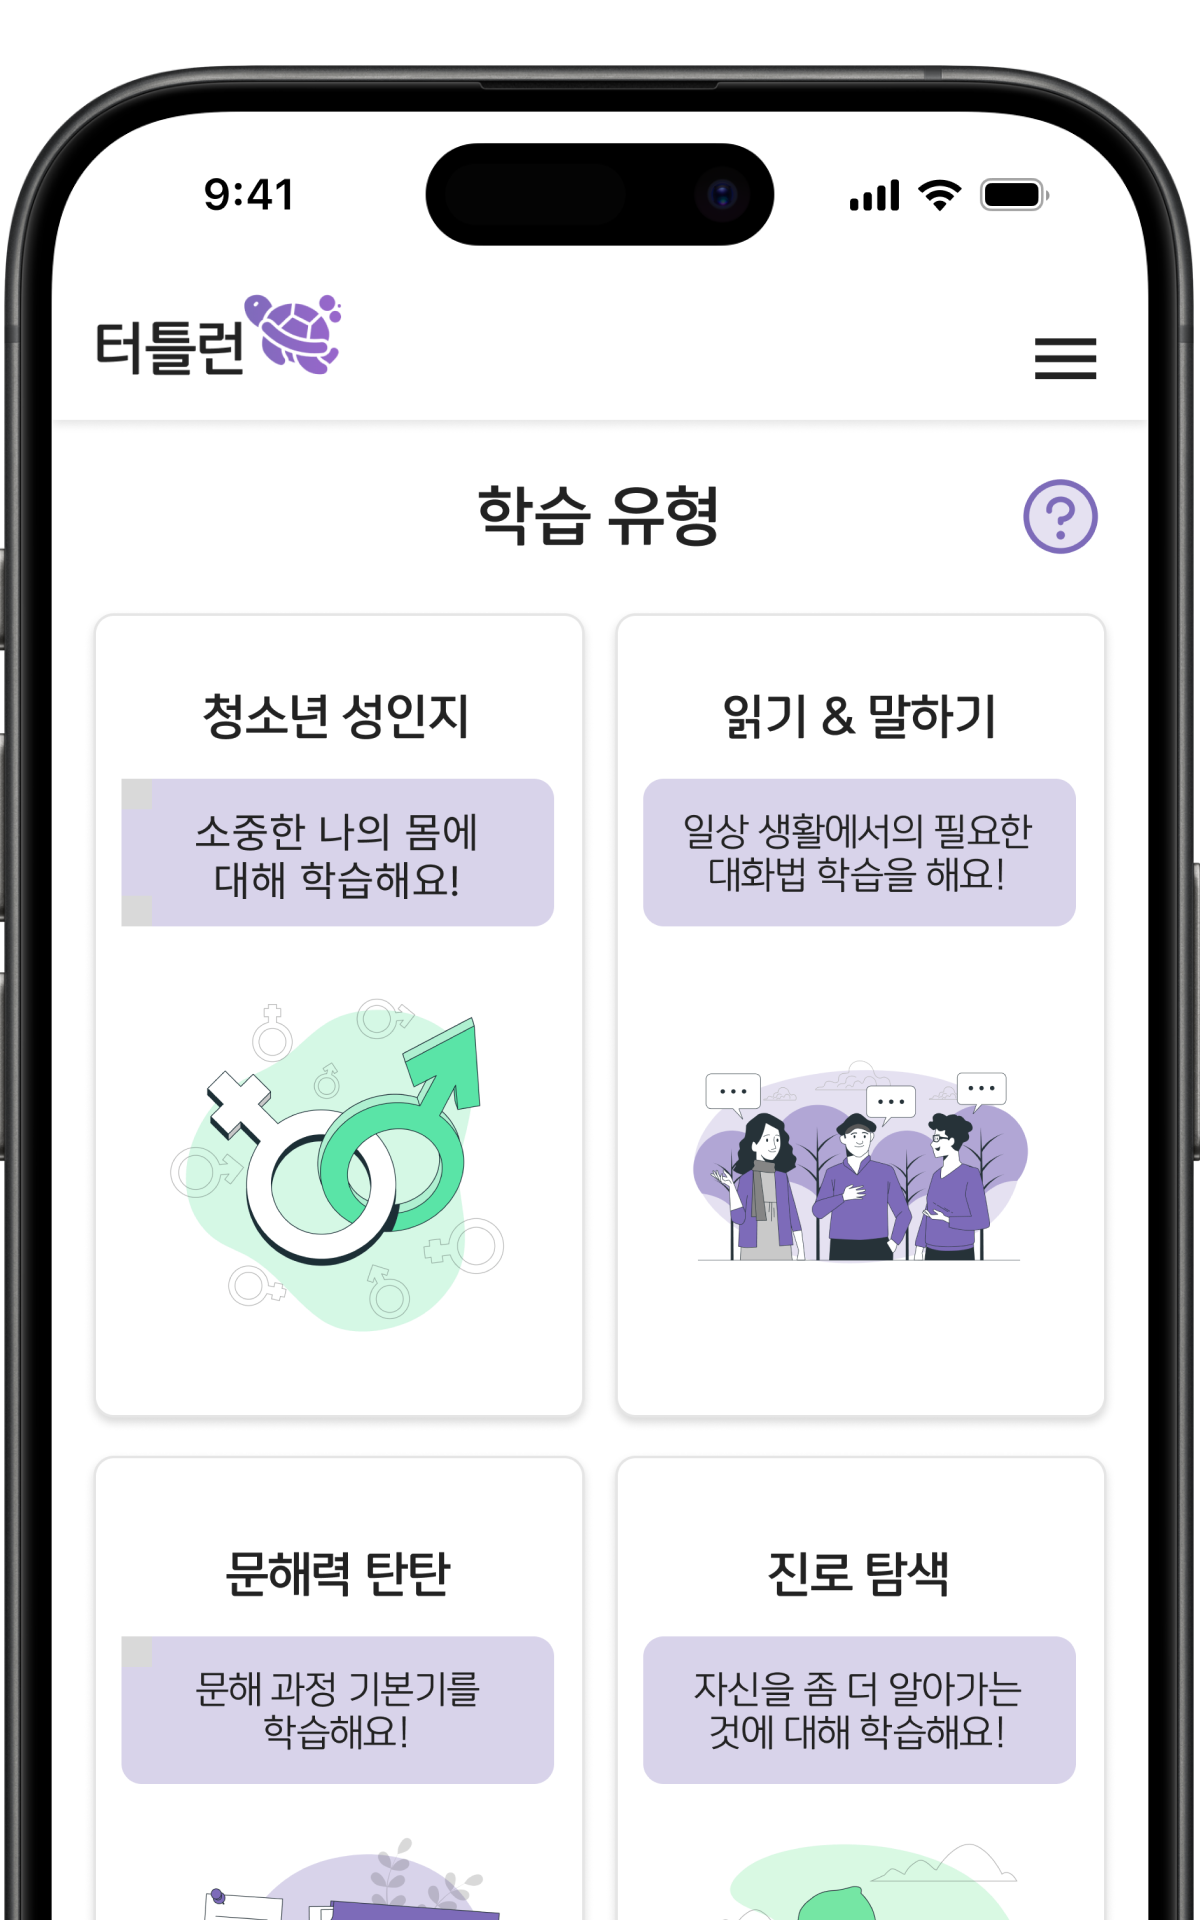 9:41
터틀런
학습 유형
?
청소년 성인지
소중한 나의 몸에
대해 학습해요!
읽기 & 말하기
일상 생활에서의 필요한
대화법 학습을 해요!
문해력 탄탄
문해 과정 기본기를
학습해요!
진로 탐색
자신을 좀 더 알아가는
것에 대해 학습해요!